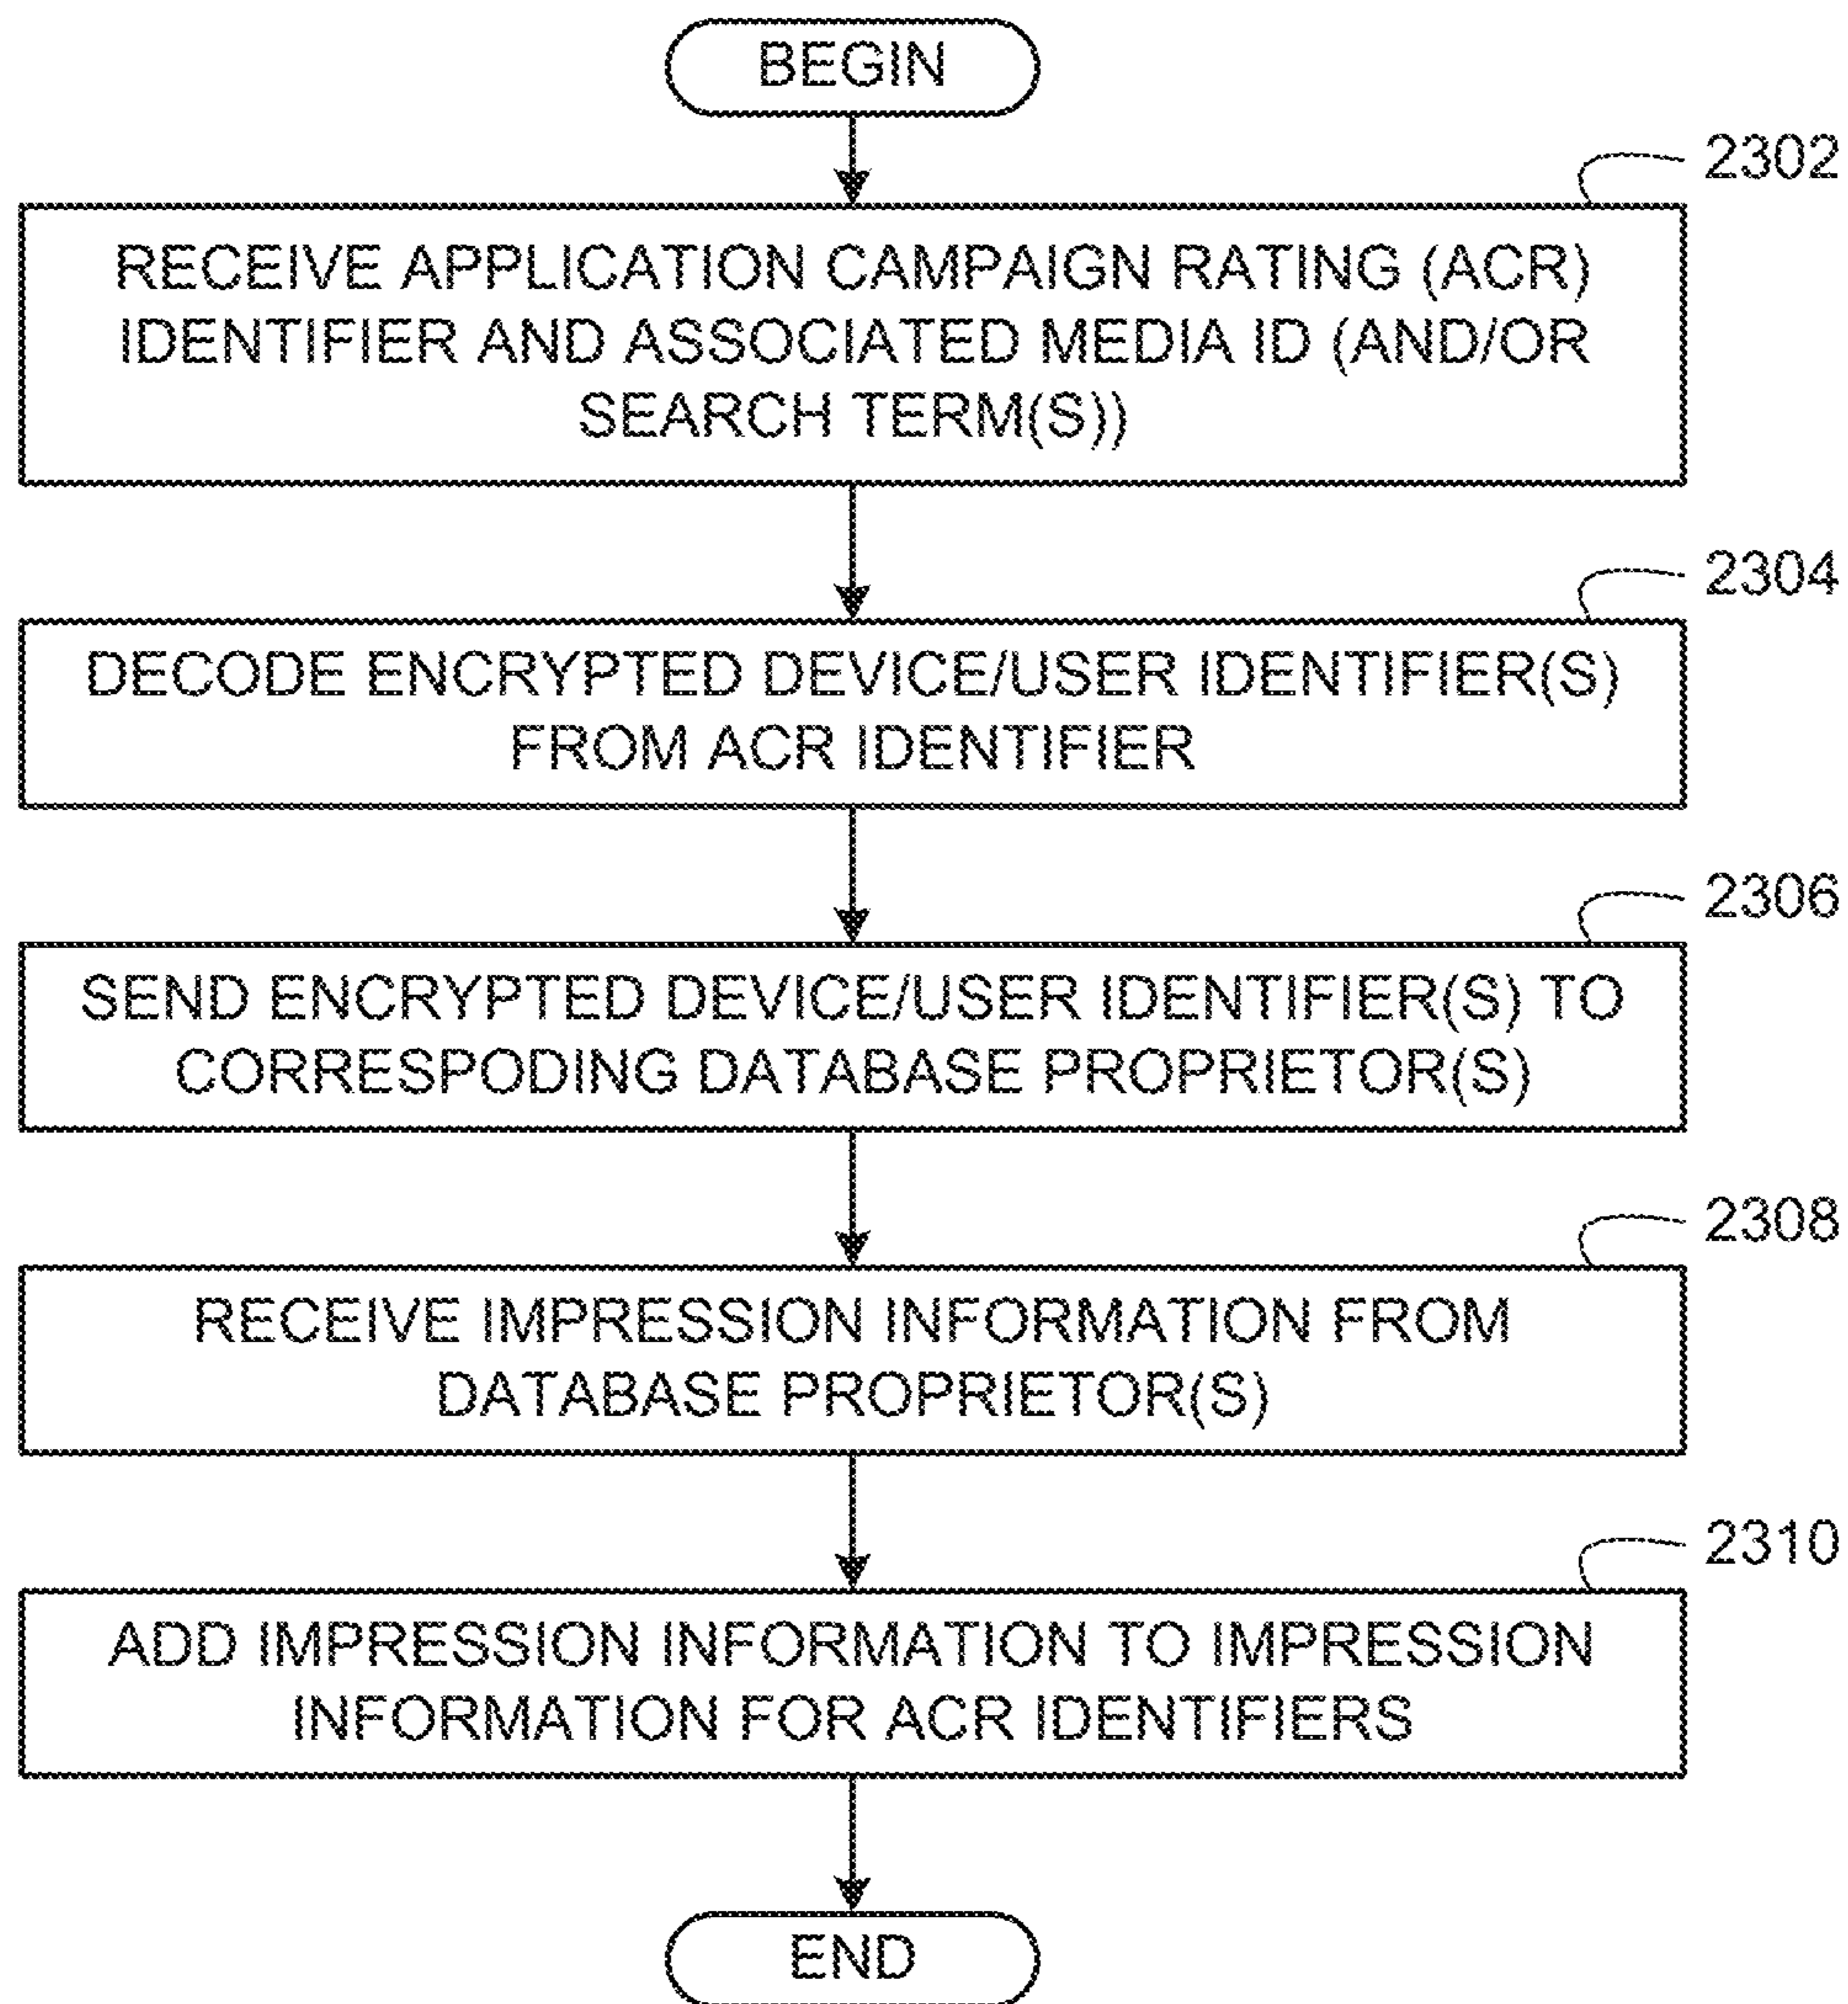 BEGIN
2302
RECEIVE APPLICATION CAMPAIGN RATING (ACR)
IDENTIFIER AND ASSOCIATED MEDIA ID (AND/OR
SEARCH TERM(S))
2304
DECODE ENCRYPTED DEVICE/USER IDENTIFIER(S)
FROM ACR IDENTIFIER
2306
SEND ENCRYPTED DEVICE/USER IDENTIFIER(S) TO
CORRESPODING DATABASE PROPRIETOR(S)
2308
RECEIVE IMPRESSION INFORMATION FROM
DATABASE PROPRIETOR(S)
2310
ADD IMPRESSION INFORMATION TO IMPRESSION
INFORMATION FOR ACR IDENTIFIERS
END